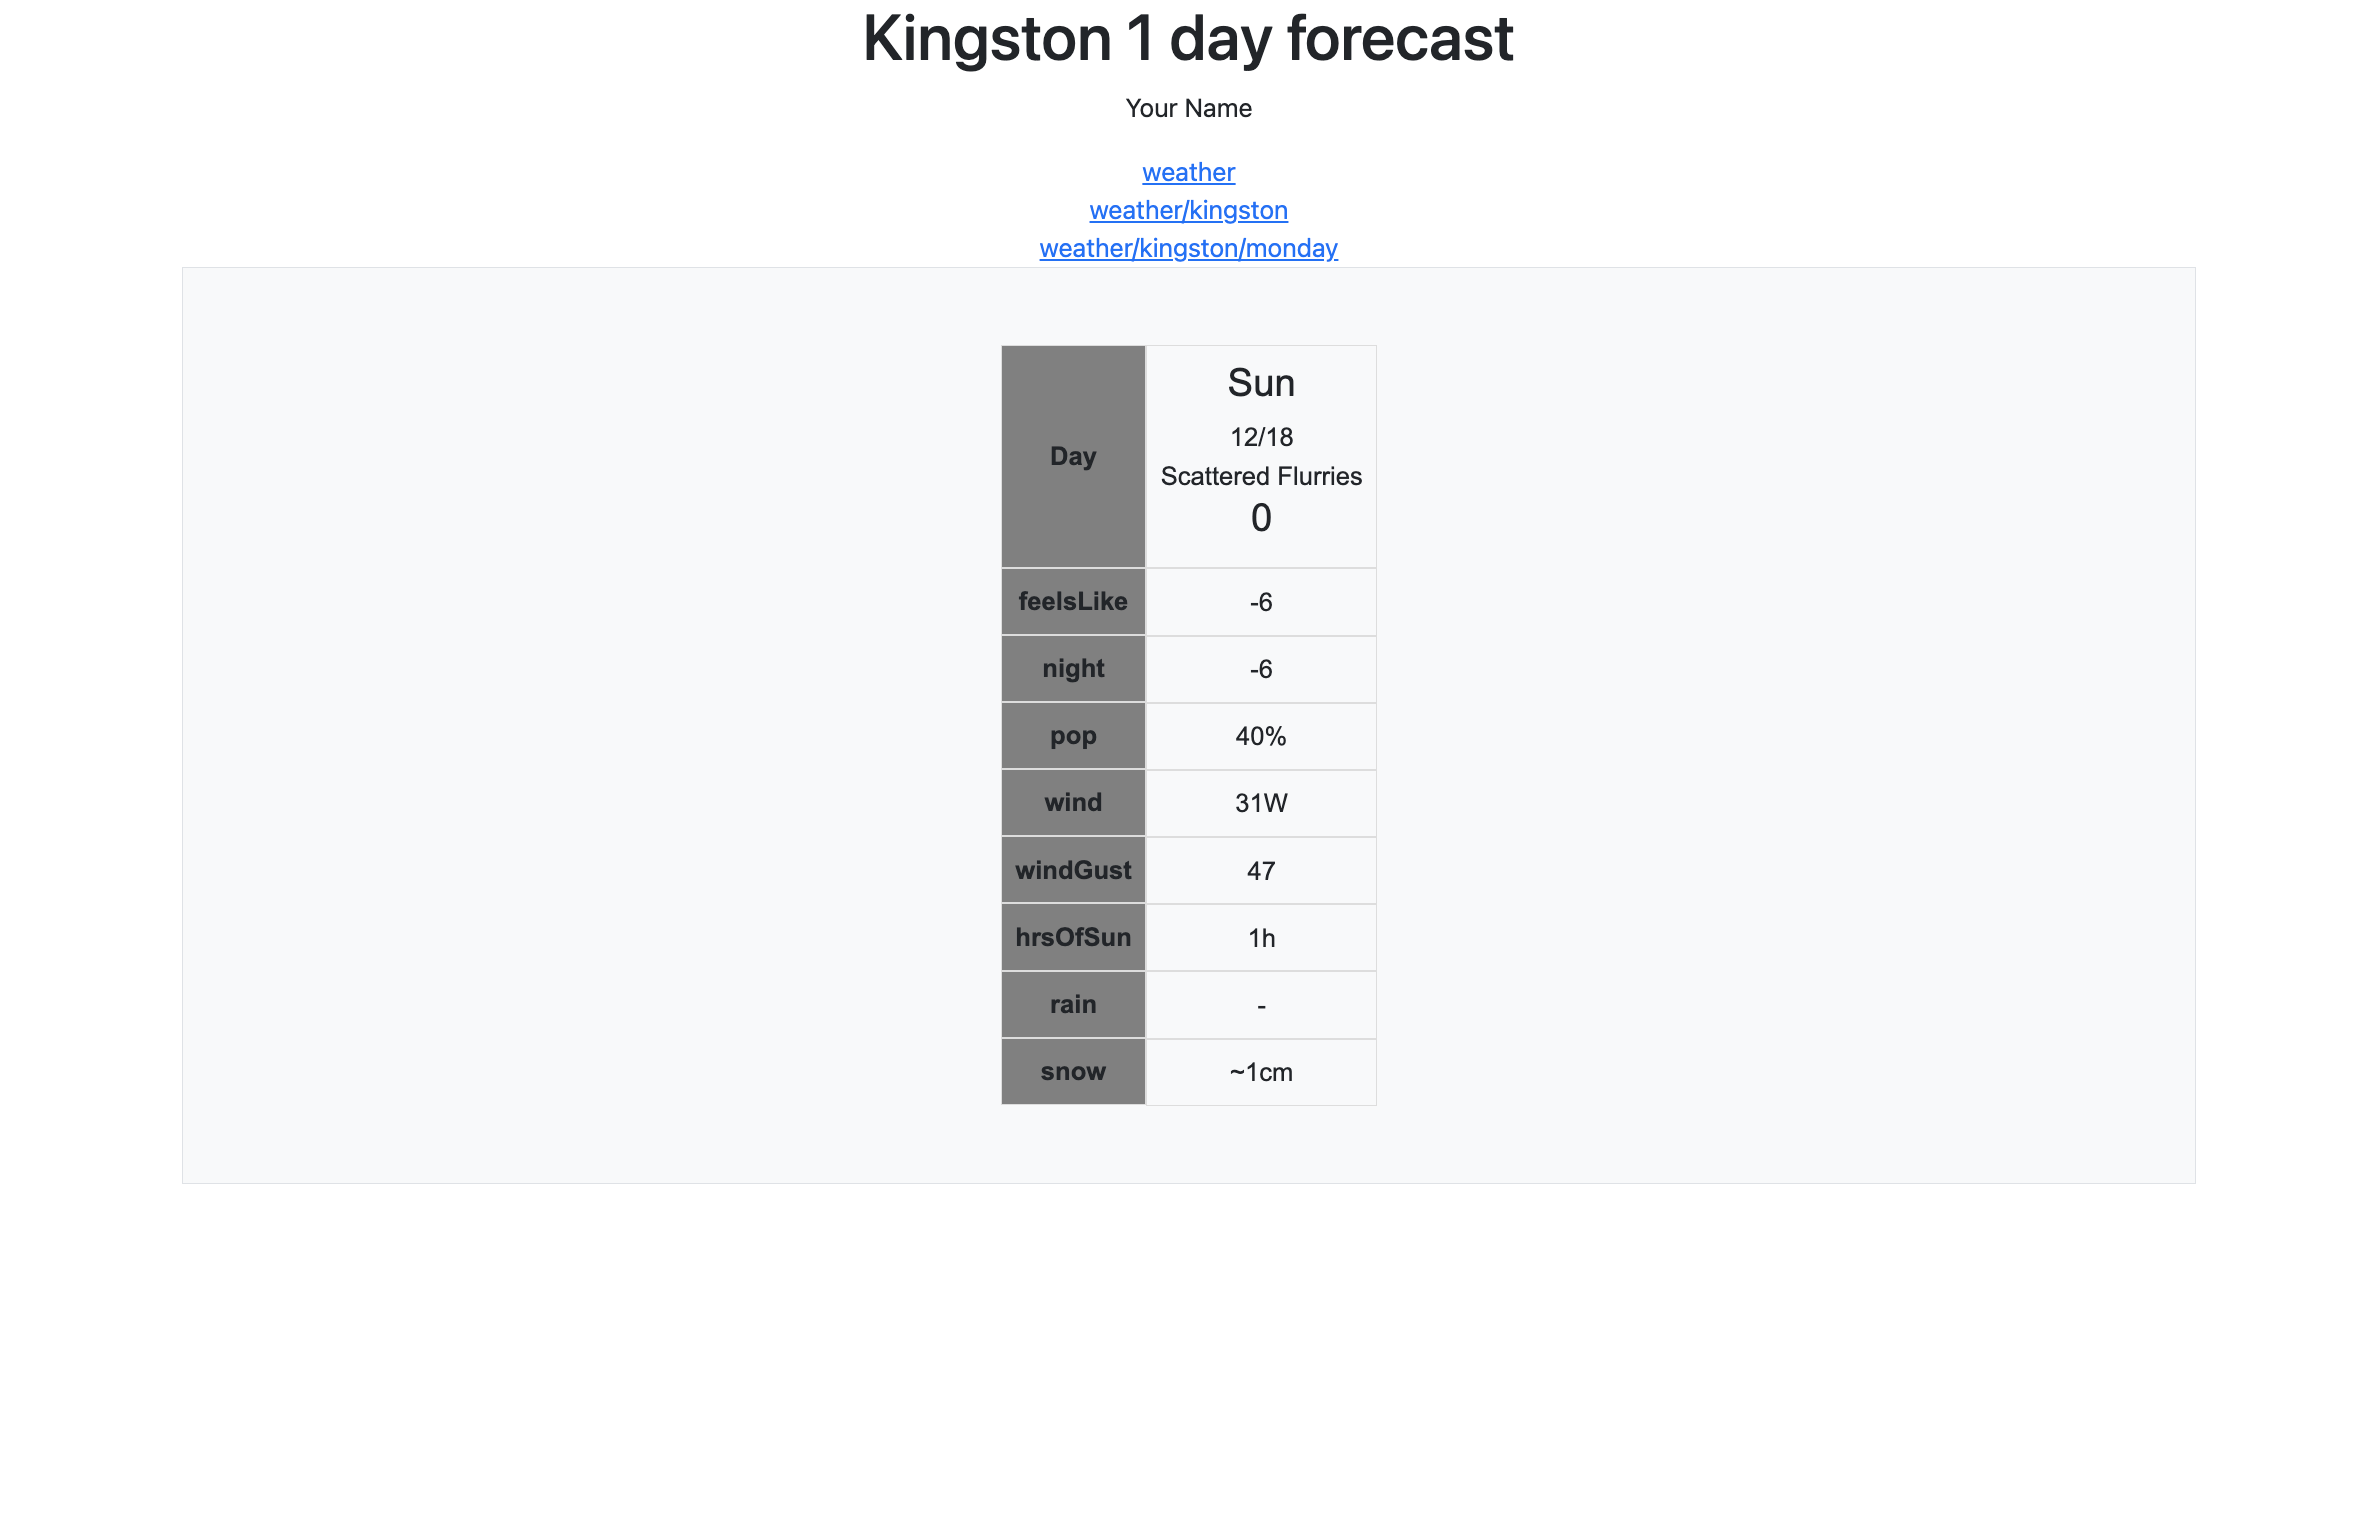 Kingston 1 day forecast
Your Name
weather
weather/kingston
weather/kingston/monday
Day
Sun
12/18
Scattered Flurries
0
feelsLike -6
night -6
pop 40%
wind 31W
windGust 47
hrsOfSun 1h
rain -
snow ~1cm